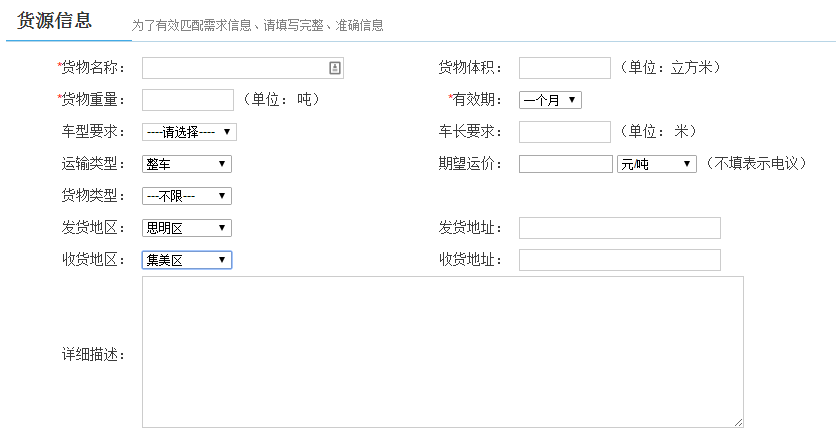 货源信息 为了有效匹配需求信息、请填写完整、准确信息
*货物名称： 货物体积： （单位：立方米）
*货物重量： （单位： 吨） *有效期： 一个月
车型要求： ----请选择---- 车长要求： （单位： 米）
运输类型： 整车 期望运价： 元/吨 （不填表示电议）
货物类型： ---不限---
发货地区： 思明区 发货地址：
收货地区： 集美区 收货地址：
详细描述：